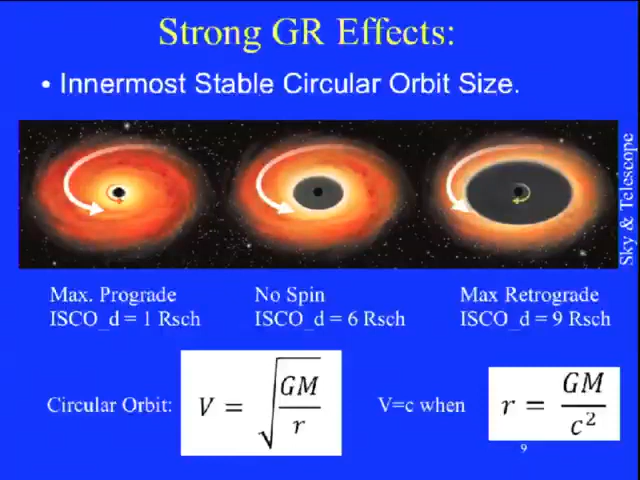 Strong GR Effects:
• Innermost Stable Circular Orbit Size.
Sky & Telescope
Max. Prograde
ISCO_d = 1 Rsch
No Spin
ISCO_d = 6 Rsch
Max Retrograde
ISCO_d = 9 Rsch
Circular Orbit:
V = √(GM/r)
V=c when
r = GM/c²
9